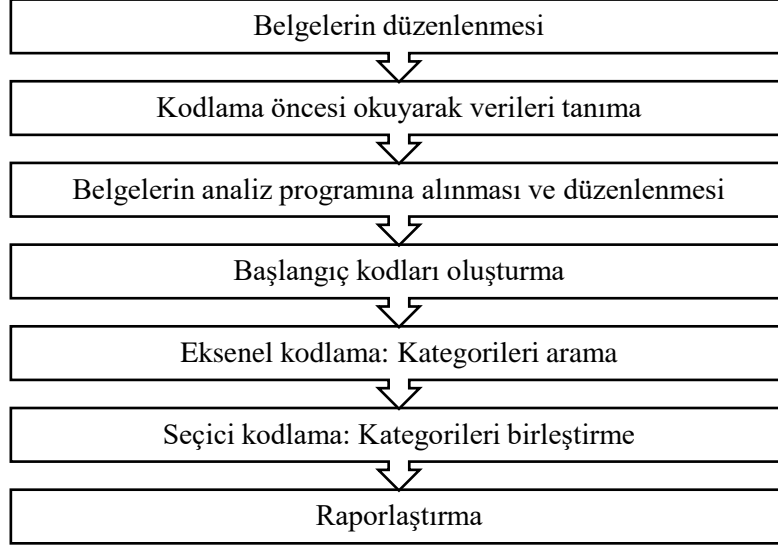 Belgelerin düzenlenmesi
Kodlama öncesi okuyarak verileri tanıma
Belgelerin analiz programına alınması ve düzenlenmesi
Başlangıç kodları oluşturma
Eksenel kodlama: Kategorileri arama
Seçici kodlama: Kategorileri birleştirme
Raporlaştırma